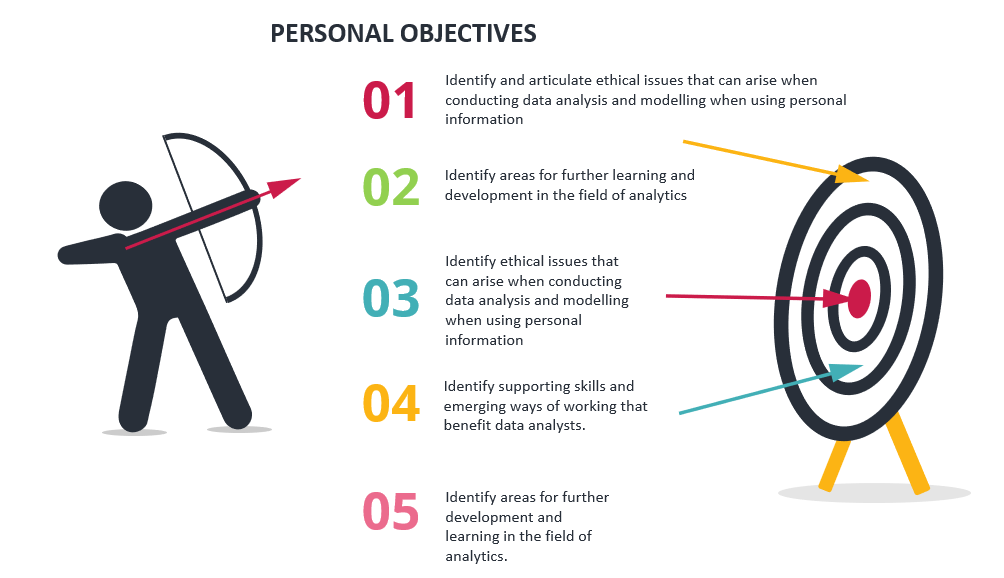 PERSONAL OBJECTIVES
01
Identify and articulate ethical issues that can arise when
conducting data analysis and modelling when using personal
information
02
Identify areas for further learning and
development in the field of analytics
03
Identify ethical issues that
can arise when conducting
data analysis and modelling
when using personal
information
04
Identify supporting skills and
emerging ways of working that
benefit data analysts.
05
Identify areas for further
development and
learning in the field of
analytics.